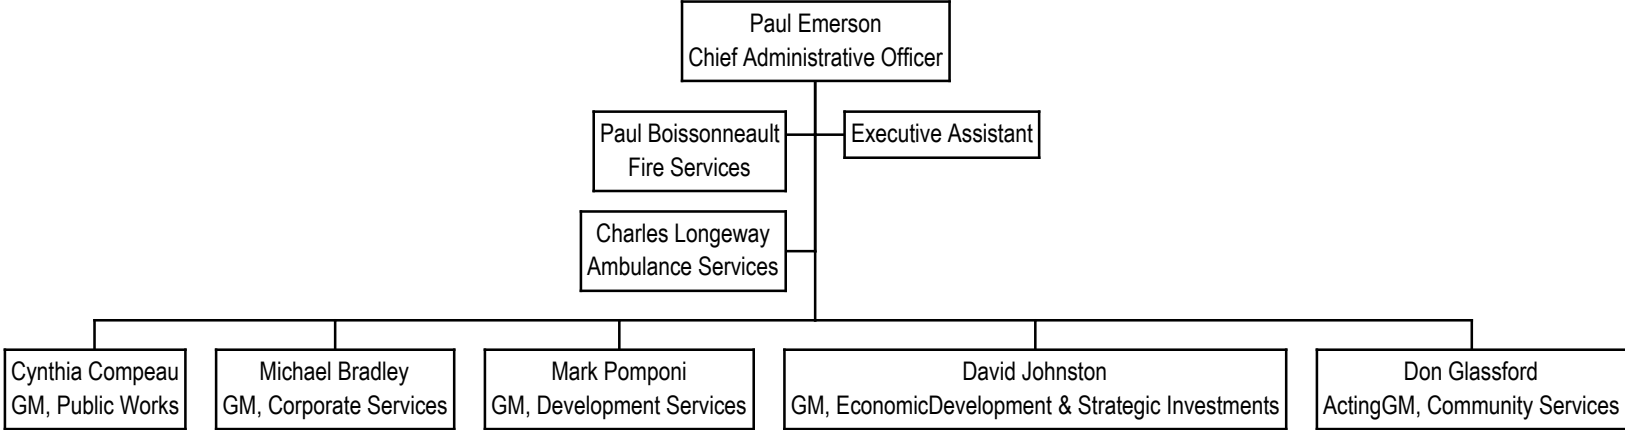 Paul Emerson
Chief Administrative Officer
Paul Boissonneault
Fire Services
Executive Assistant
Charles Longeway
Ambulance Services
Cynthia Compeau
GM, Public Works
Michael Bradley
GM, Corporate Services
Mark Pomponi
GM, Development Services
David Johnston
GM, EconomicDevelopment & Strategic Investments
Don Glassford
ActingGM, Community Services